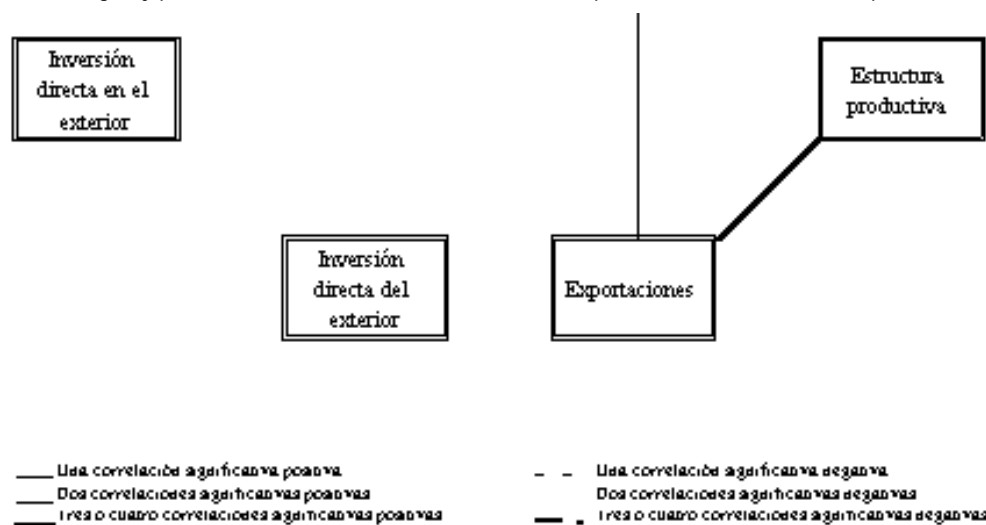 Inversión
directa en el
exterior
Estructura
productiva
Inversión
directa del
exterior
Exportaciones
Una correlación significativa positiva
Dos correlaciones significativas positivas
Tres o cuatro correlaciones significativas positivas
Una correlación significativa negativa
Dos correlaciones significativas negativas
Tres o cuatro correlaciones significativas negativas